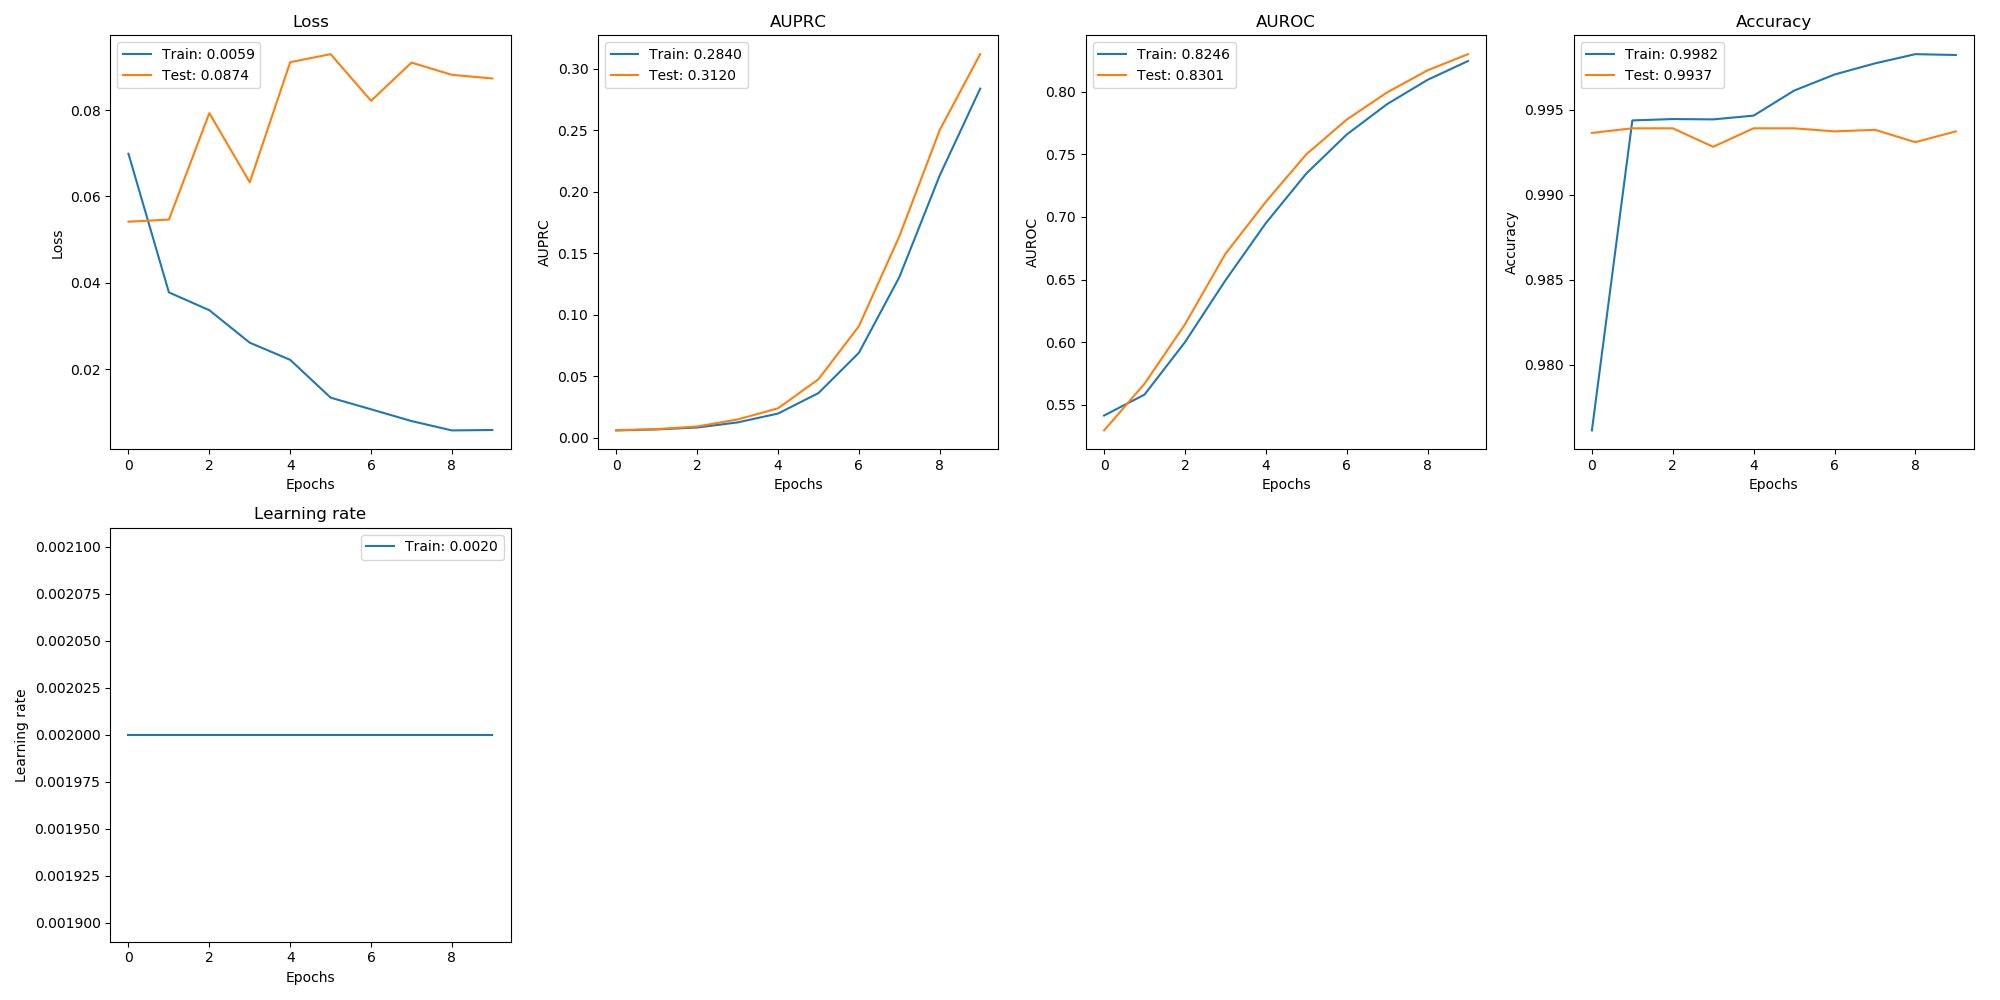 Loss
Train: 0.0059
Test: 0.0874
0.08
0.06
0.04
0.02
Loss
0 2 4 6 8
Epochs
AUPRC
Train: 0.2840
Test: 0.3120
0.30
0.25
0.20
0.15
0.10
0.05
0.00
AUPRC
0 2 4 6 8
Epochs
AUROC
Train: 0.8246
Test: 0.8301
0.80
0.75
0.70
0.65
0.60
0.55
AUROC
0 2 4 6 8
Epochs
Accuracy
Train: 0.9982
Test: 0.9937
0.995
0.990
0.985
0.980
Accuracy
0 2 4 6 8
Epochs
Learning rate
Train: 0.0020
0.002100
0.002075
0.002050
0.002025
0.002000
0.001975
0.001950
0.001925
0.001900
Learning rate
0 2 4 6 8
Epochs